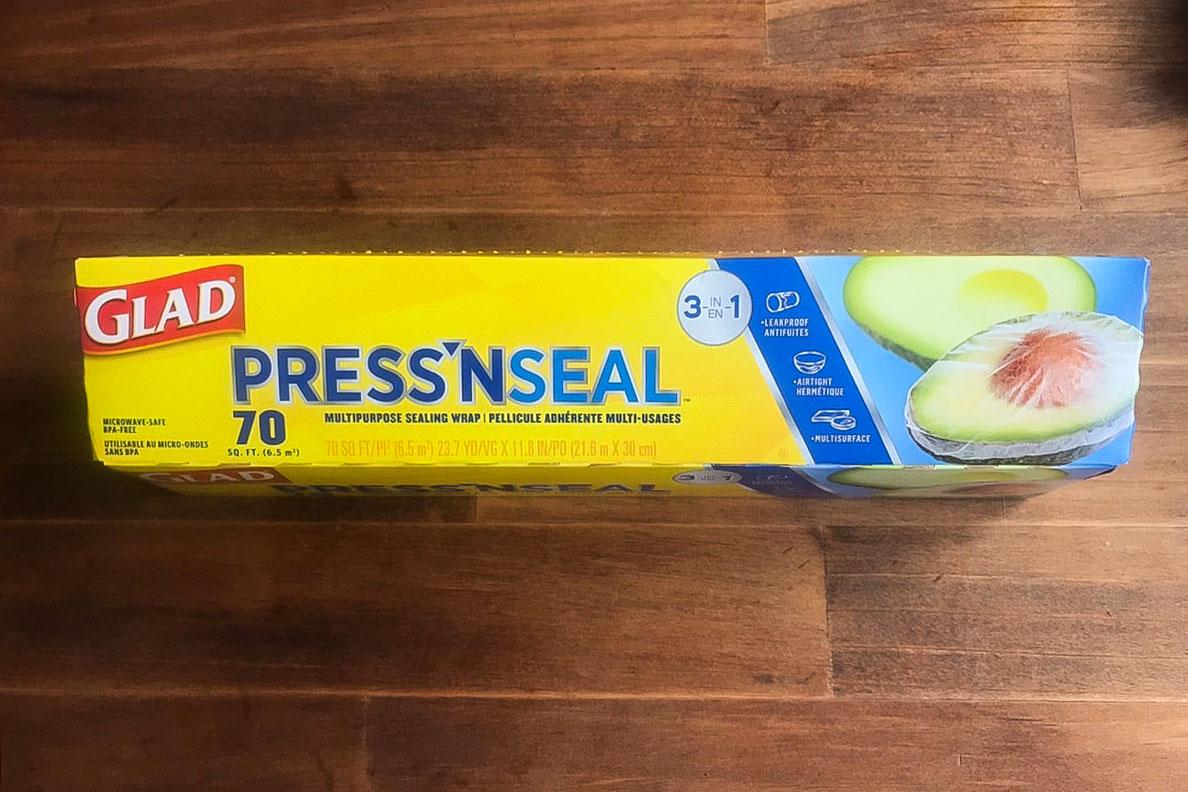 GLAD®
PRESS'NSEAL™
MULTIPURPOSE SEALING WRAP | PELLICULE ADHÉRENTE MULTI-USAGES
70
SQ. FT. (6.5 m²)
70 SQ FT/PI² (6.5 m²) 23.7 YD/VG X 11.8 IN/PO (21.6 m X 30 cm)
MICROWAVE-SAFE
BPA-FREE
UTILISABLE AU MICRO-ONDES
SANS BPA
3-IN
EN-1
•LEAKPROOF
ANTIFUITES
•AIRTIGHT
HERMÉTIQUE
•MULTISURFACE
GLAD
PRESS'NSEAL
3-IN
EN-1